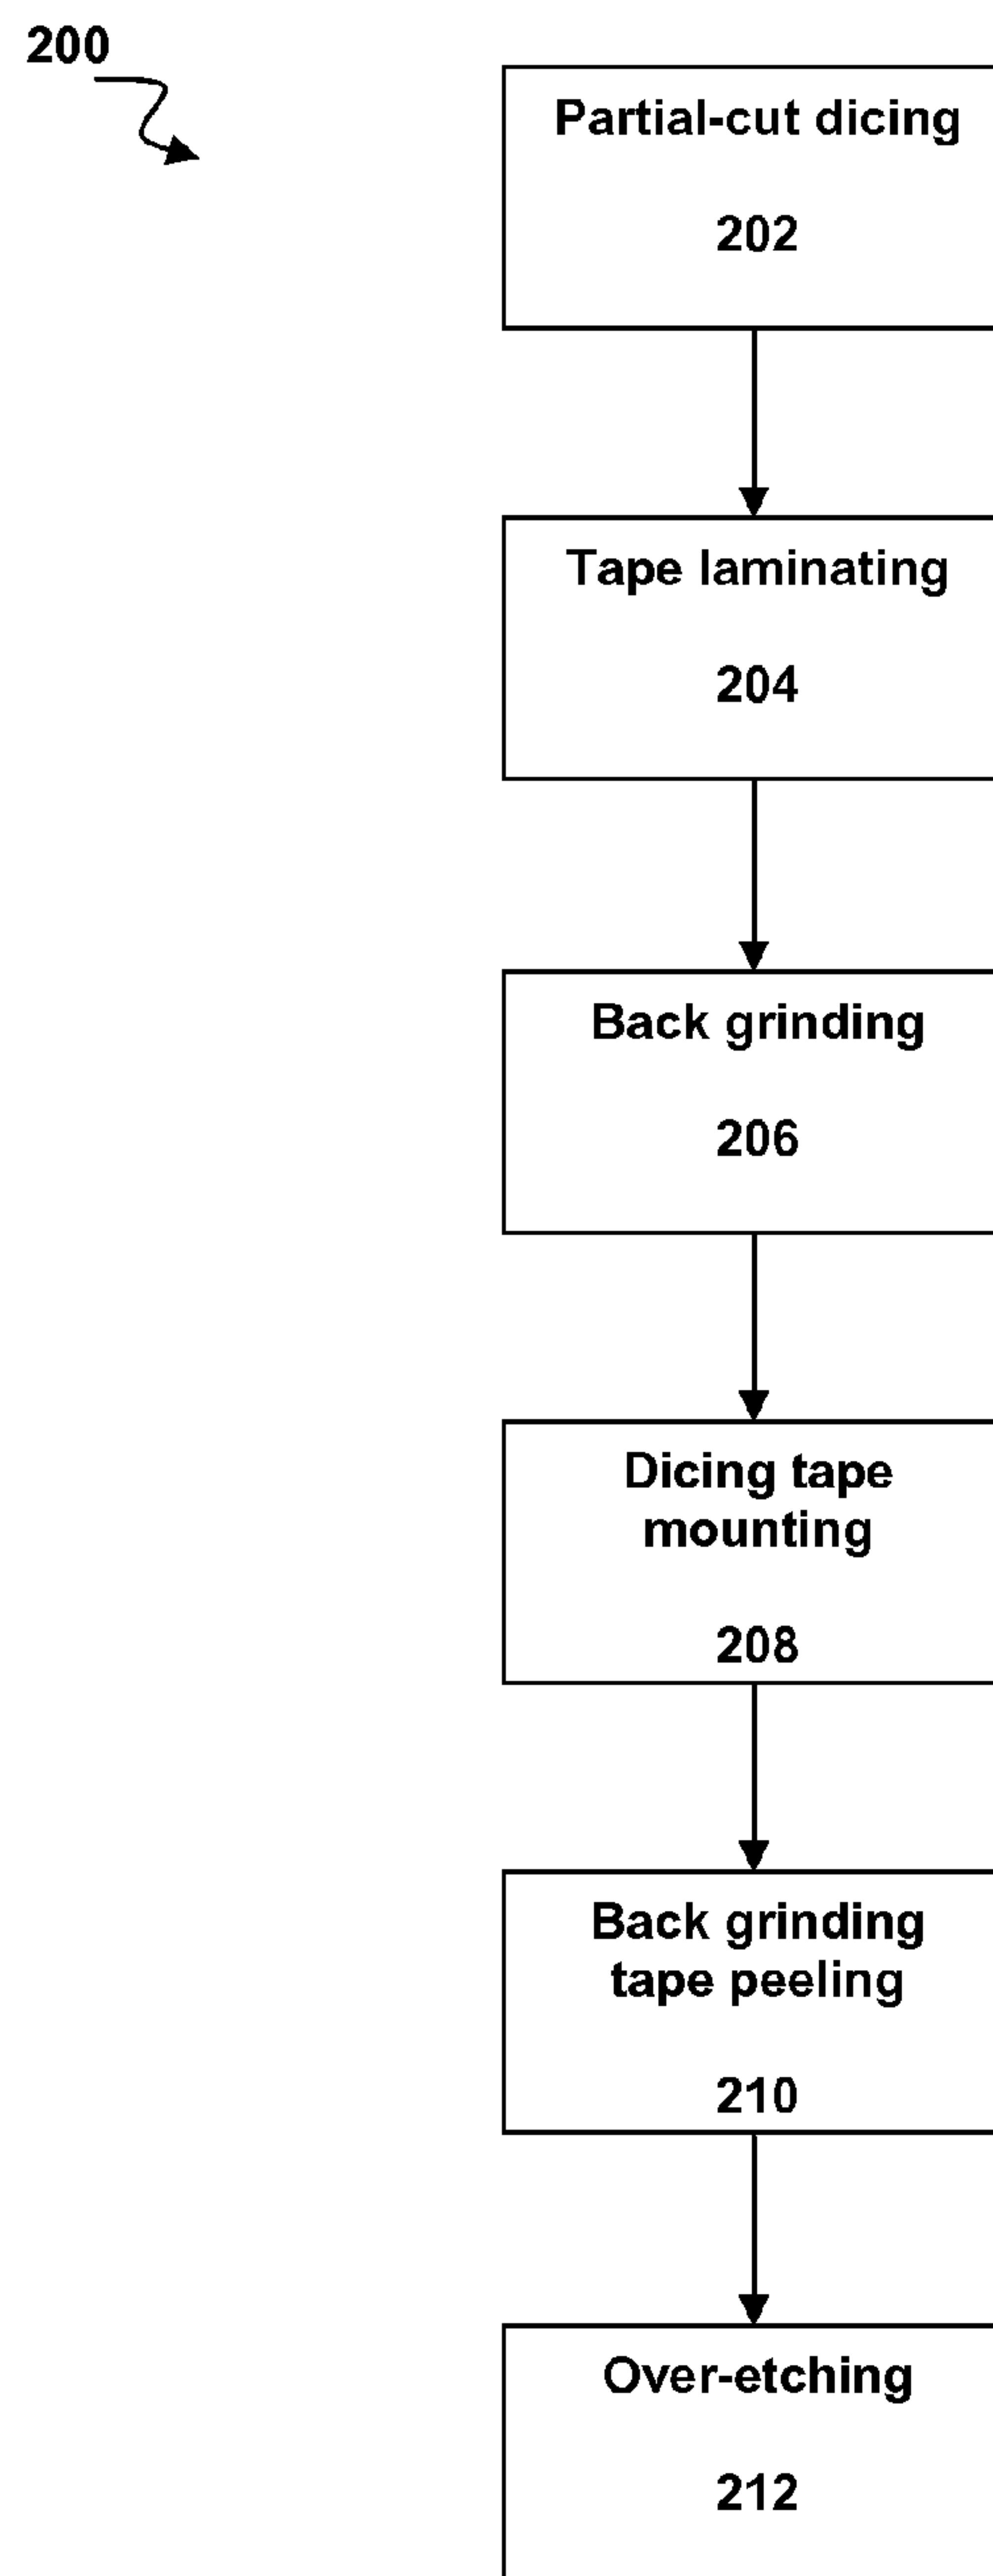 200
Partial-cut dicing
202
Tape laminating
204
Back grinding
206
Dicing tape
mounting
208
Back grinding
tape peeling
210
Over-etching
212